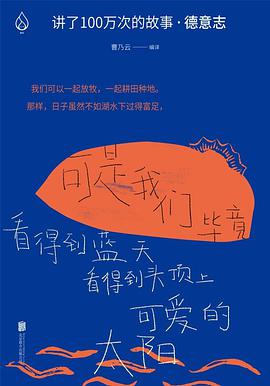 讲了100万次的故事·德意志
曹乃云——编译
我们可以一起放牧，一起耕田种地。
那样，日子虽然不如湖水下过得富足，
可是我们毕竟
看得到蓝天
看得到头顶上
可爱的
太阳